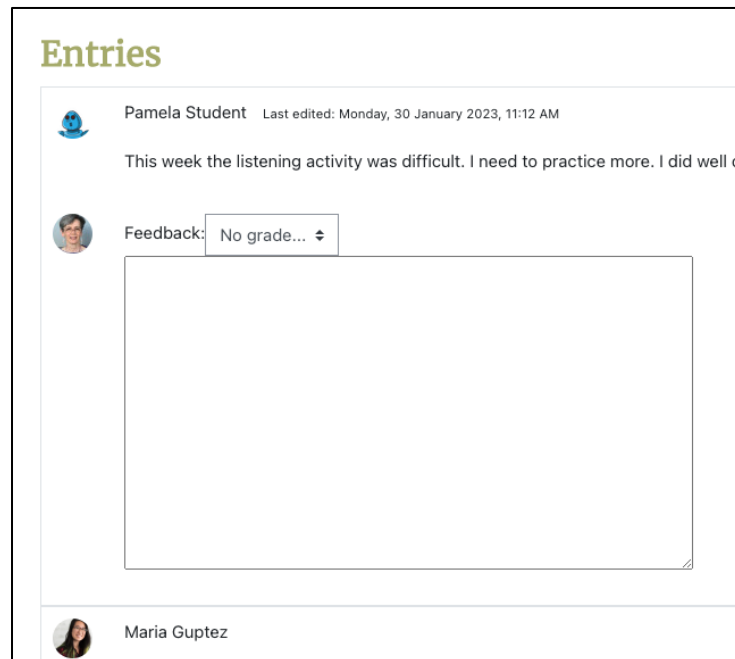 Entries
Pamela Student Last edited: Monday, 30 January 2023, 11:12 AM
This week the listening activity was difficult. I need to practice more. I did well
Feedback: No grade...
Maria Guptez